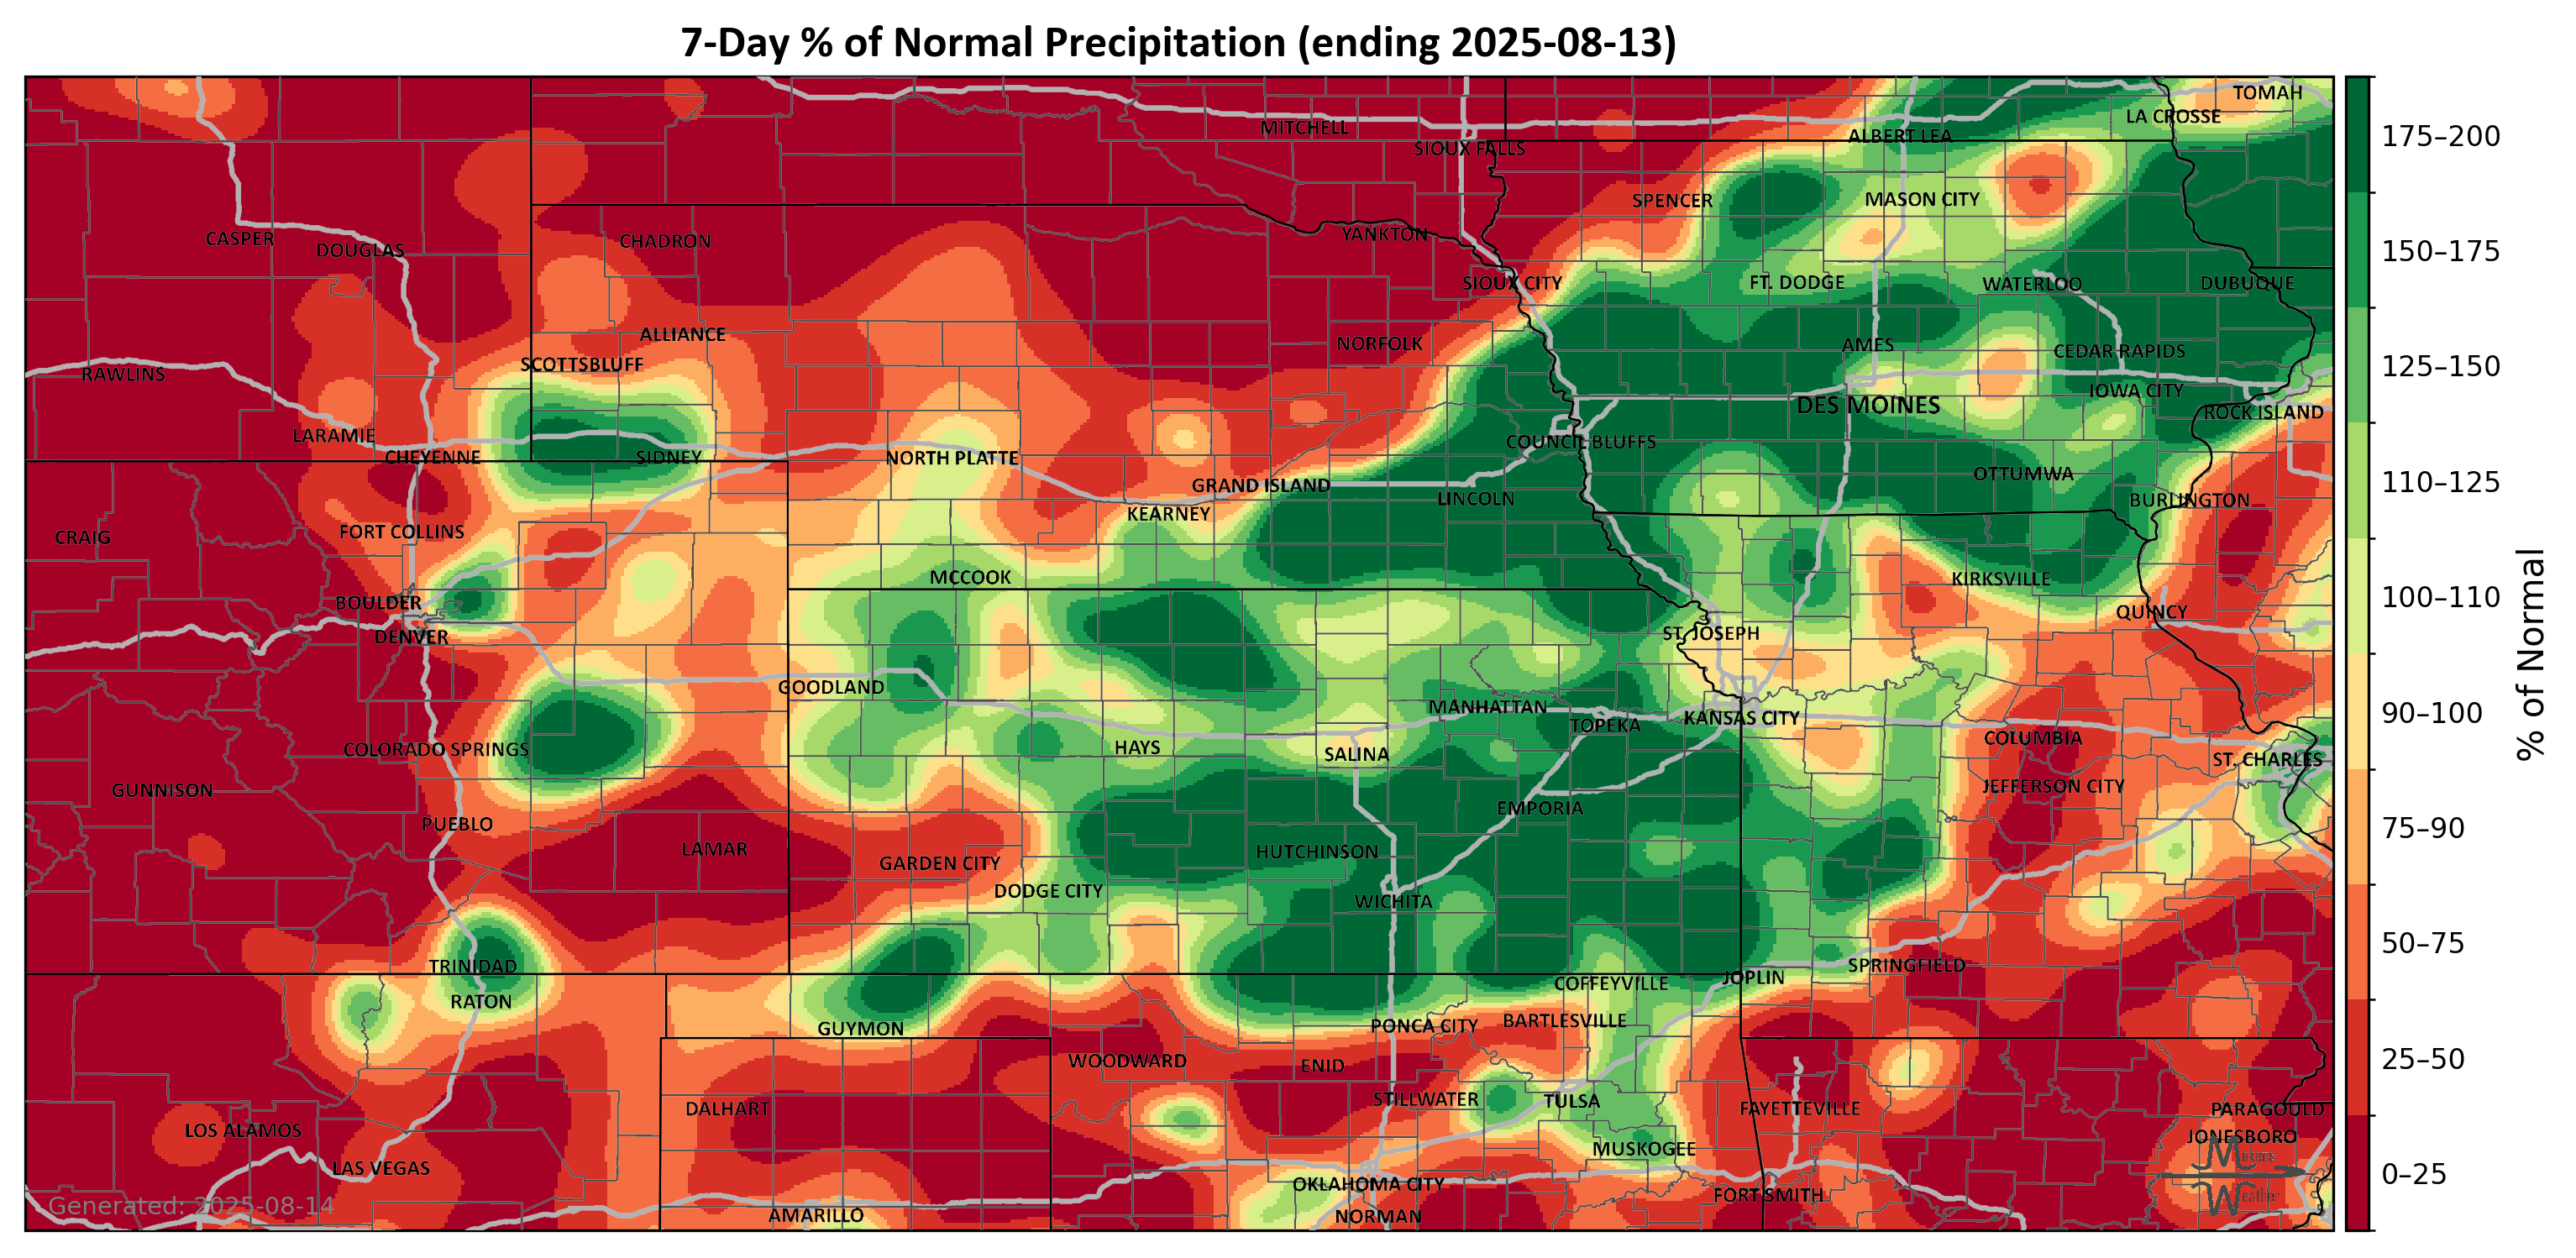 7-Day % of Normal Precipitation (ending 2025-08-13)
TOMAH
LA CROSSE
MITCHELL
ALBERT LEA
SIOUX FALLS
SPENCER
MASON CITY
YANKTON
CASPER
CHADRON
DOUGLAS
SIOUX CITY
FT. DODGE
WATERLOO
DUBUQUE
ALLIANCE
NORFOLK
AMES
CEDAR RAPIDS
SCOTTSBLUFF
RAWLINS
IOWA CITY
DES MOINES
ROCK ISLAND
LARAMIE
COUNCIL BLUFFS
CHEYENNE
SIDNEY
NORTH PLATTE
OTTUMWA
GRAND ISLAND
LINCOLN
BURLINGTON
KEARNEY
FORT COLLINS
CRAIG
MCCOOK
KIRKSVILLE
BOULDER
QUINCY
DENVER
ST. JOSEPH
GOODLAND
MANHATTAN
KANSAS CITY
TOPEKA
COLUMBIA
COLORADO SPRINGS
HAYS
SALINA
ST. CHARLES
GUNNISON
JEFFERSON CITY
EMPORIA
PUEBLO
LAMAR
HUTCHINSON
GARDEN CITY
DODGE CITY
WICHITA
TRINIDAD
SPRINGFIELD
JOPLIN
COFFEYVILLE
RATON
BARTLESVILLE
PONCA CITY
GUYMON
WOODWARD
ENID
STILLWATER
TULSA
DALHART
FAYETTEVILLE
PARAGOULD
LOS ALAMOS
JONESBORO
MUSKOGEE
LAS VEGAS
OKLAHOMA CITY
FORT SMITH
AMARILLO
NORMAN
Generated: 2025-08-14
Makens
Weather
175–200
150–175
125–150
110–125
100–110
90–100
75–90
50–75
25–50
0–25
% of Normal